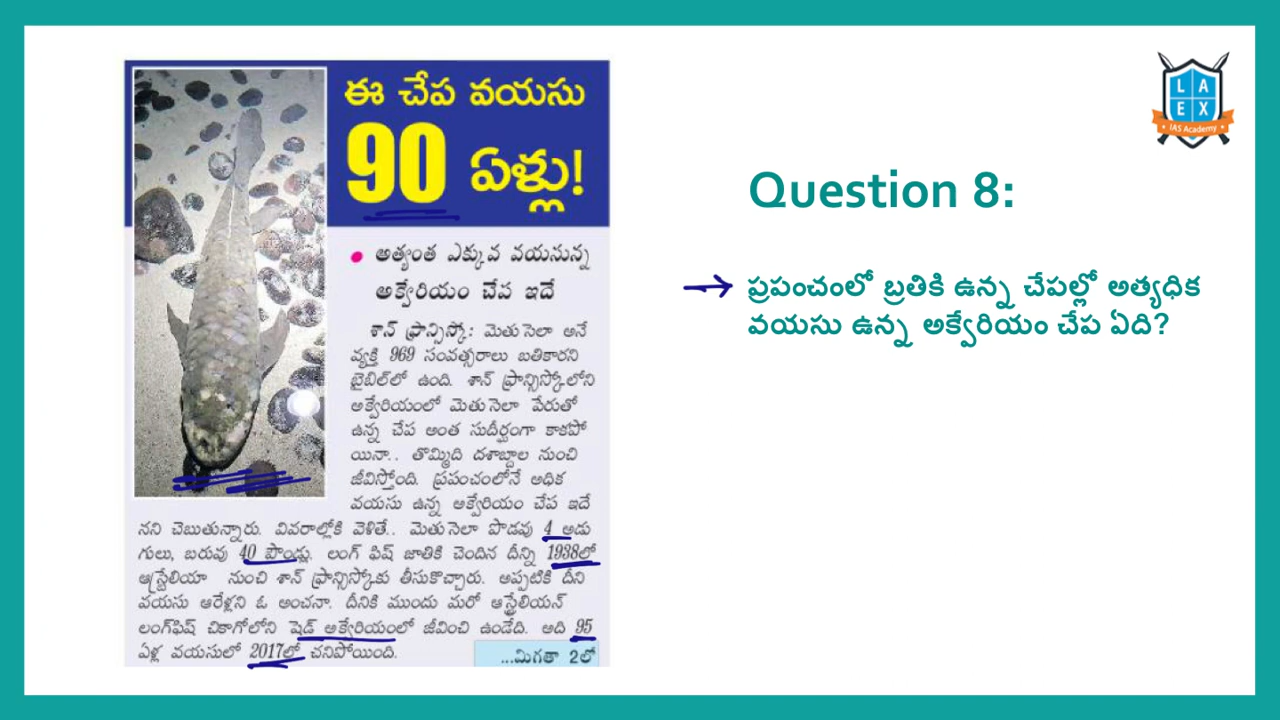 ఈ చేప వయసు
90 ఏళ్లు!
• అత్యంత ఎక్కువ వయసున్న
అక్వేరియం చేప ఇదే
శాన్ ఫ్రాన్సిస్కో: మెతుసెలా అనే
వ్యక్తి 969 సంవత్సరాలు బతికారని
బైబిల్‌లో ఉంది. శాన్ ఫ్రాన్సిస్కోలోని
అక్వేరియంలో మెతుసెలా పేరుతో
ఉన్న చేప అంత సుదీర్ఘంగా కాకపో
యినా.. తొమ్మిది దశాబ్దాల నుంచి
జీవిస్తోంది. ప్రపంచంలోనే అధిక
వయసు ఉన్న ఆక్వేరియం చేప ఇదే
నని చెబుతున్నారు. వివరాల్లోకి వెళితే.. మెతుసెలా పొడవు 4 అడు
గులు, బరువు 40 పౌండ్లు. లంగ్ ఫిష్ జాతికి చెందిన దీన్ని 1938లో
ఆస్ట్రేలియా నుంచి శాన్ ఫ్రాన్సిస్కోకు తీసుకొచ్చారు. అప్పటికి దీని
వయసు ఆరేళ్లని ఓ అంచనా. దీనికి ముందు మరో ఆస్ట్రేలియన్
లంగ్‌ఫిష్ చికాగోలోని షెడ్ అక్వేరియంలో జీవించి ఉండేది. అది 95
ఏళ్ల వయసులో 2017లో చనిపోయింది.
...మిగతా 2లో
L A
E X
IAS Academy
Question 8:
ప్రపంచంలో బ్రతికి ఉన్న చేపల్లో అత్యధిక
వయసు ఉన్న అక్వేరియం చేప ఏది?